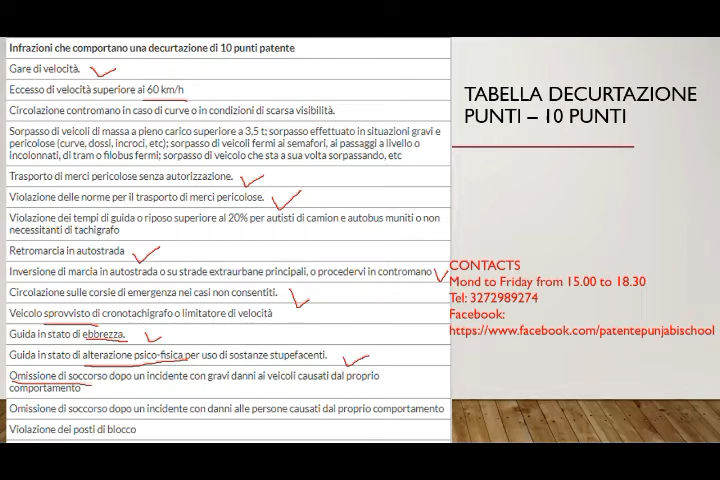 Infrazioni che comportano una decurtazione di 10 punti patente
Gare di velocità.
Eccesso di velocità superiore ai 60 km/h
Circolazione contromano in caso di curve o in condizioni di scarsa visibilità.
Sorpasso di veicoli di massa a pieno carico superiore a 3,5 t; sorpasso effettuato in situazioni gravi e
pericolose (curve, dossi, incroci, etc); sorpasso di veicoli fermi ai semafori, ai passaggi a livello o
incolonnati, di tram o filobus fermi; sorpasso di veicolo che sta a sua volta sorpassando, etc
Trasporto di merci pericolose senza autorizzazione.
Violazione delle norme per il trasporto di merci pericolose.
Violazione dei tempi di guida o riposo superiore al 20% per autisti di camion e autobus muniti o non
necessitanti di tachigrafo
Retromarcia in autostrada
Inversione di marcia in autostrada o su strade extraurbane principali, o procedervi in contromano
Circolazione sulle corsie di emergenza nei casi non consentiti.
Veicolo sprovvisto di cronotachigrafo o limitatore di velocità
Guida in stato di ebbrezza.
Guida in stato di alterazione psico-fisica per uso di sostanze stupefacenti.
Omissione di soccorso dopo un incidente con gravi danni ai veicoli causati dal proprio
comportamento
Omissione di soccorso dopo un incidente con danni alle persone causati dal proprio comportamento
Violazione dei posti di blocco
TABELLA DECURTAZIONE
PUNTI – 10 PUNTI
CONTACTS
Mond to Friday from 15.00 to 18.30
Tel: 3272989274
Facebook:
https://www.facebook.com/patentepunjabischool